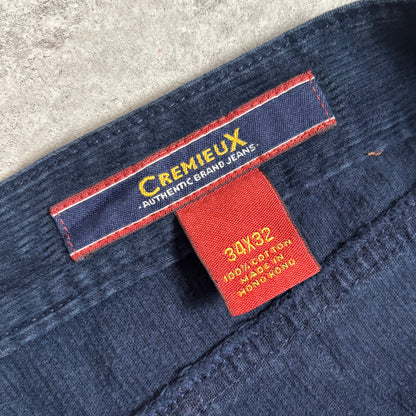 CREMIEUX
·AUTHENTIC BRAND JEANS·
34X32
100% COTTON
MADE IN
HONG KONG